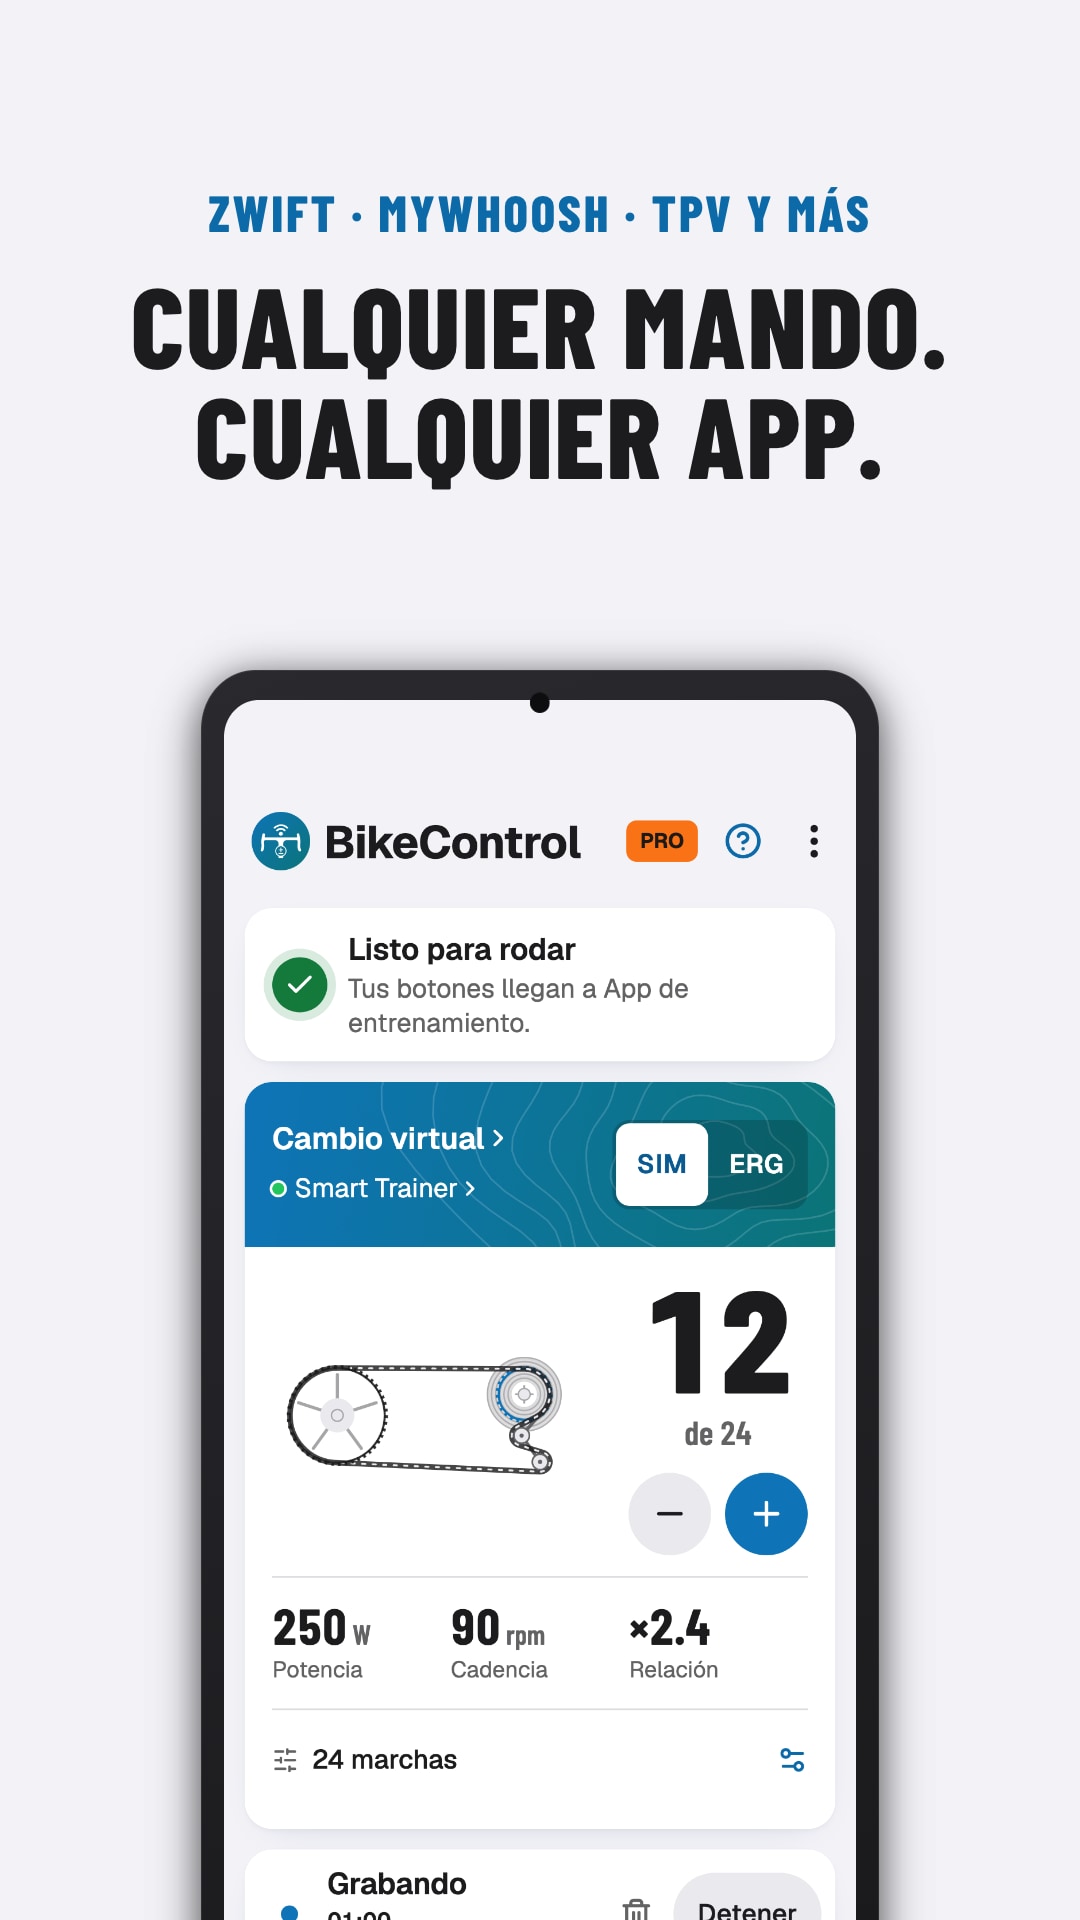 ZWIFT · MYWHOOSH · TPV Y MÁS
CUALQUIER MANDO.
CUALQUIER APP.
BikeControl
PRO
Listo para rodar
Tus botones llegan a App de
entrenamiento.
Cambio virtual
SIM
ERG
Smart Trainer
12
de 24
250 W
90 rpm
×2.4
Potencia
Cadencia
Relación
24 marchas
Grabando
01:00
Detener